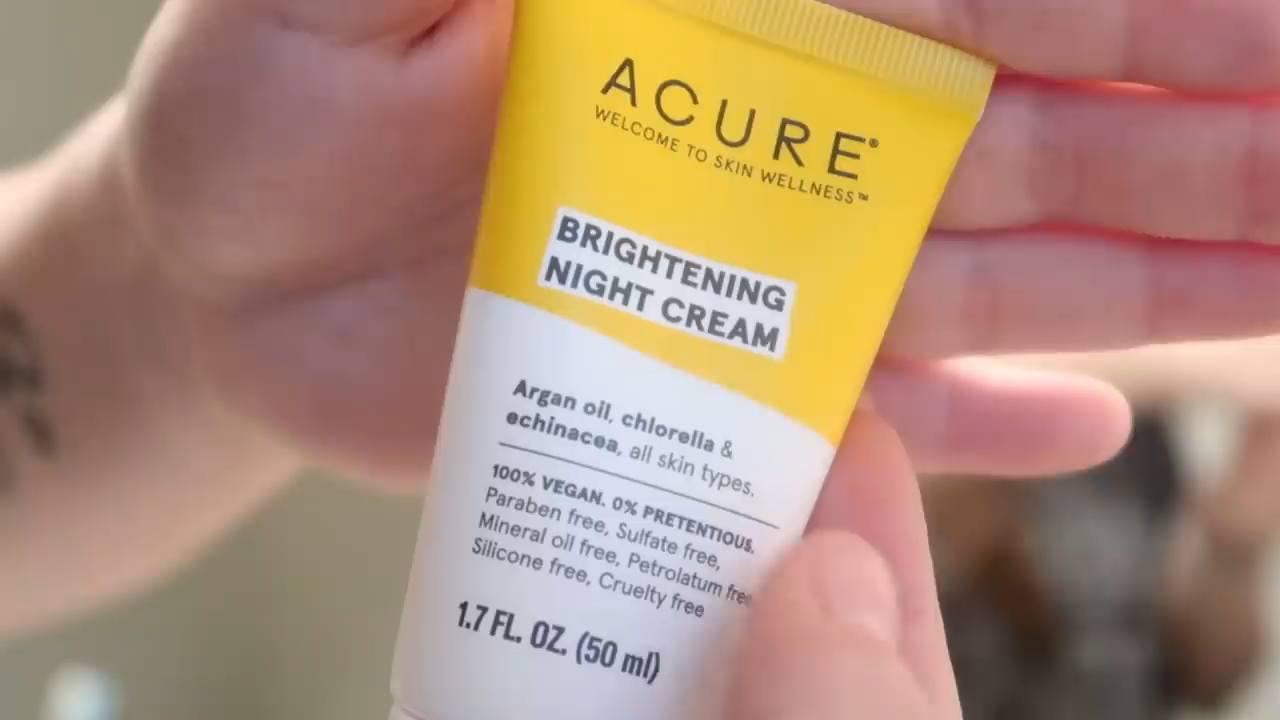 ACURE®
WELCOME TO SKIN WELLNESS™
BRIGHTENING
NIGHT CREAM
Argan oil, chlorella &
echinacea, all skin types.
100% VEGAN. 0% PRETENTIOUS.
Paraben free, Sulfate free,
Mineral oil free, Petrolatum free
Silicone free, Cruelty free
1.7 FL. OZ. (50 ml)